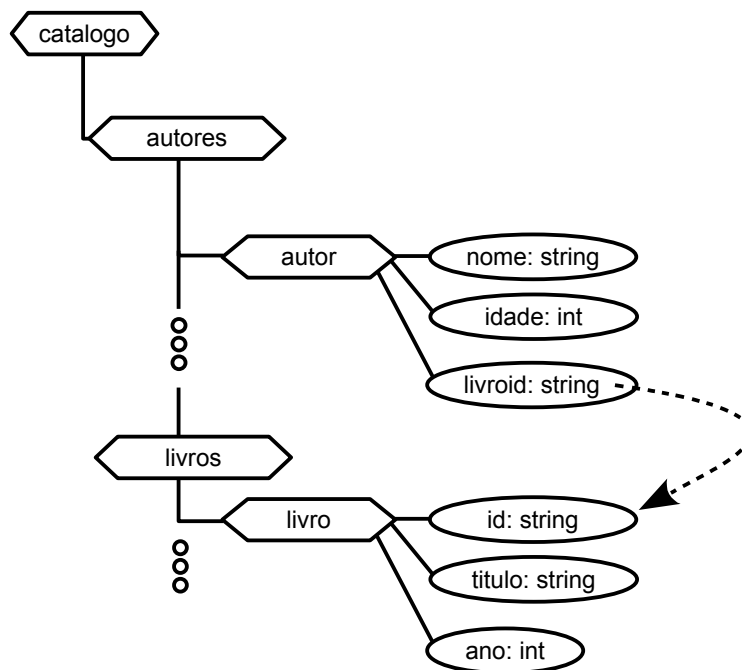 catalogo
autores
autor
nome: string
idade: int
livroid: string
livros
livro
id: string
titulo: string
ano: int